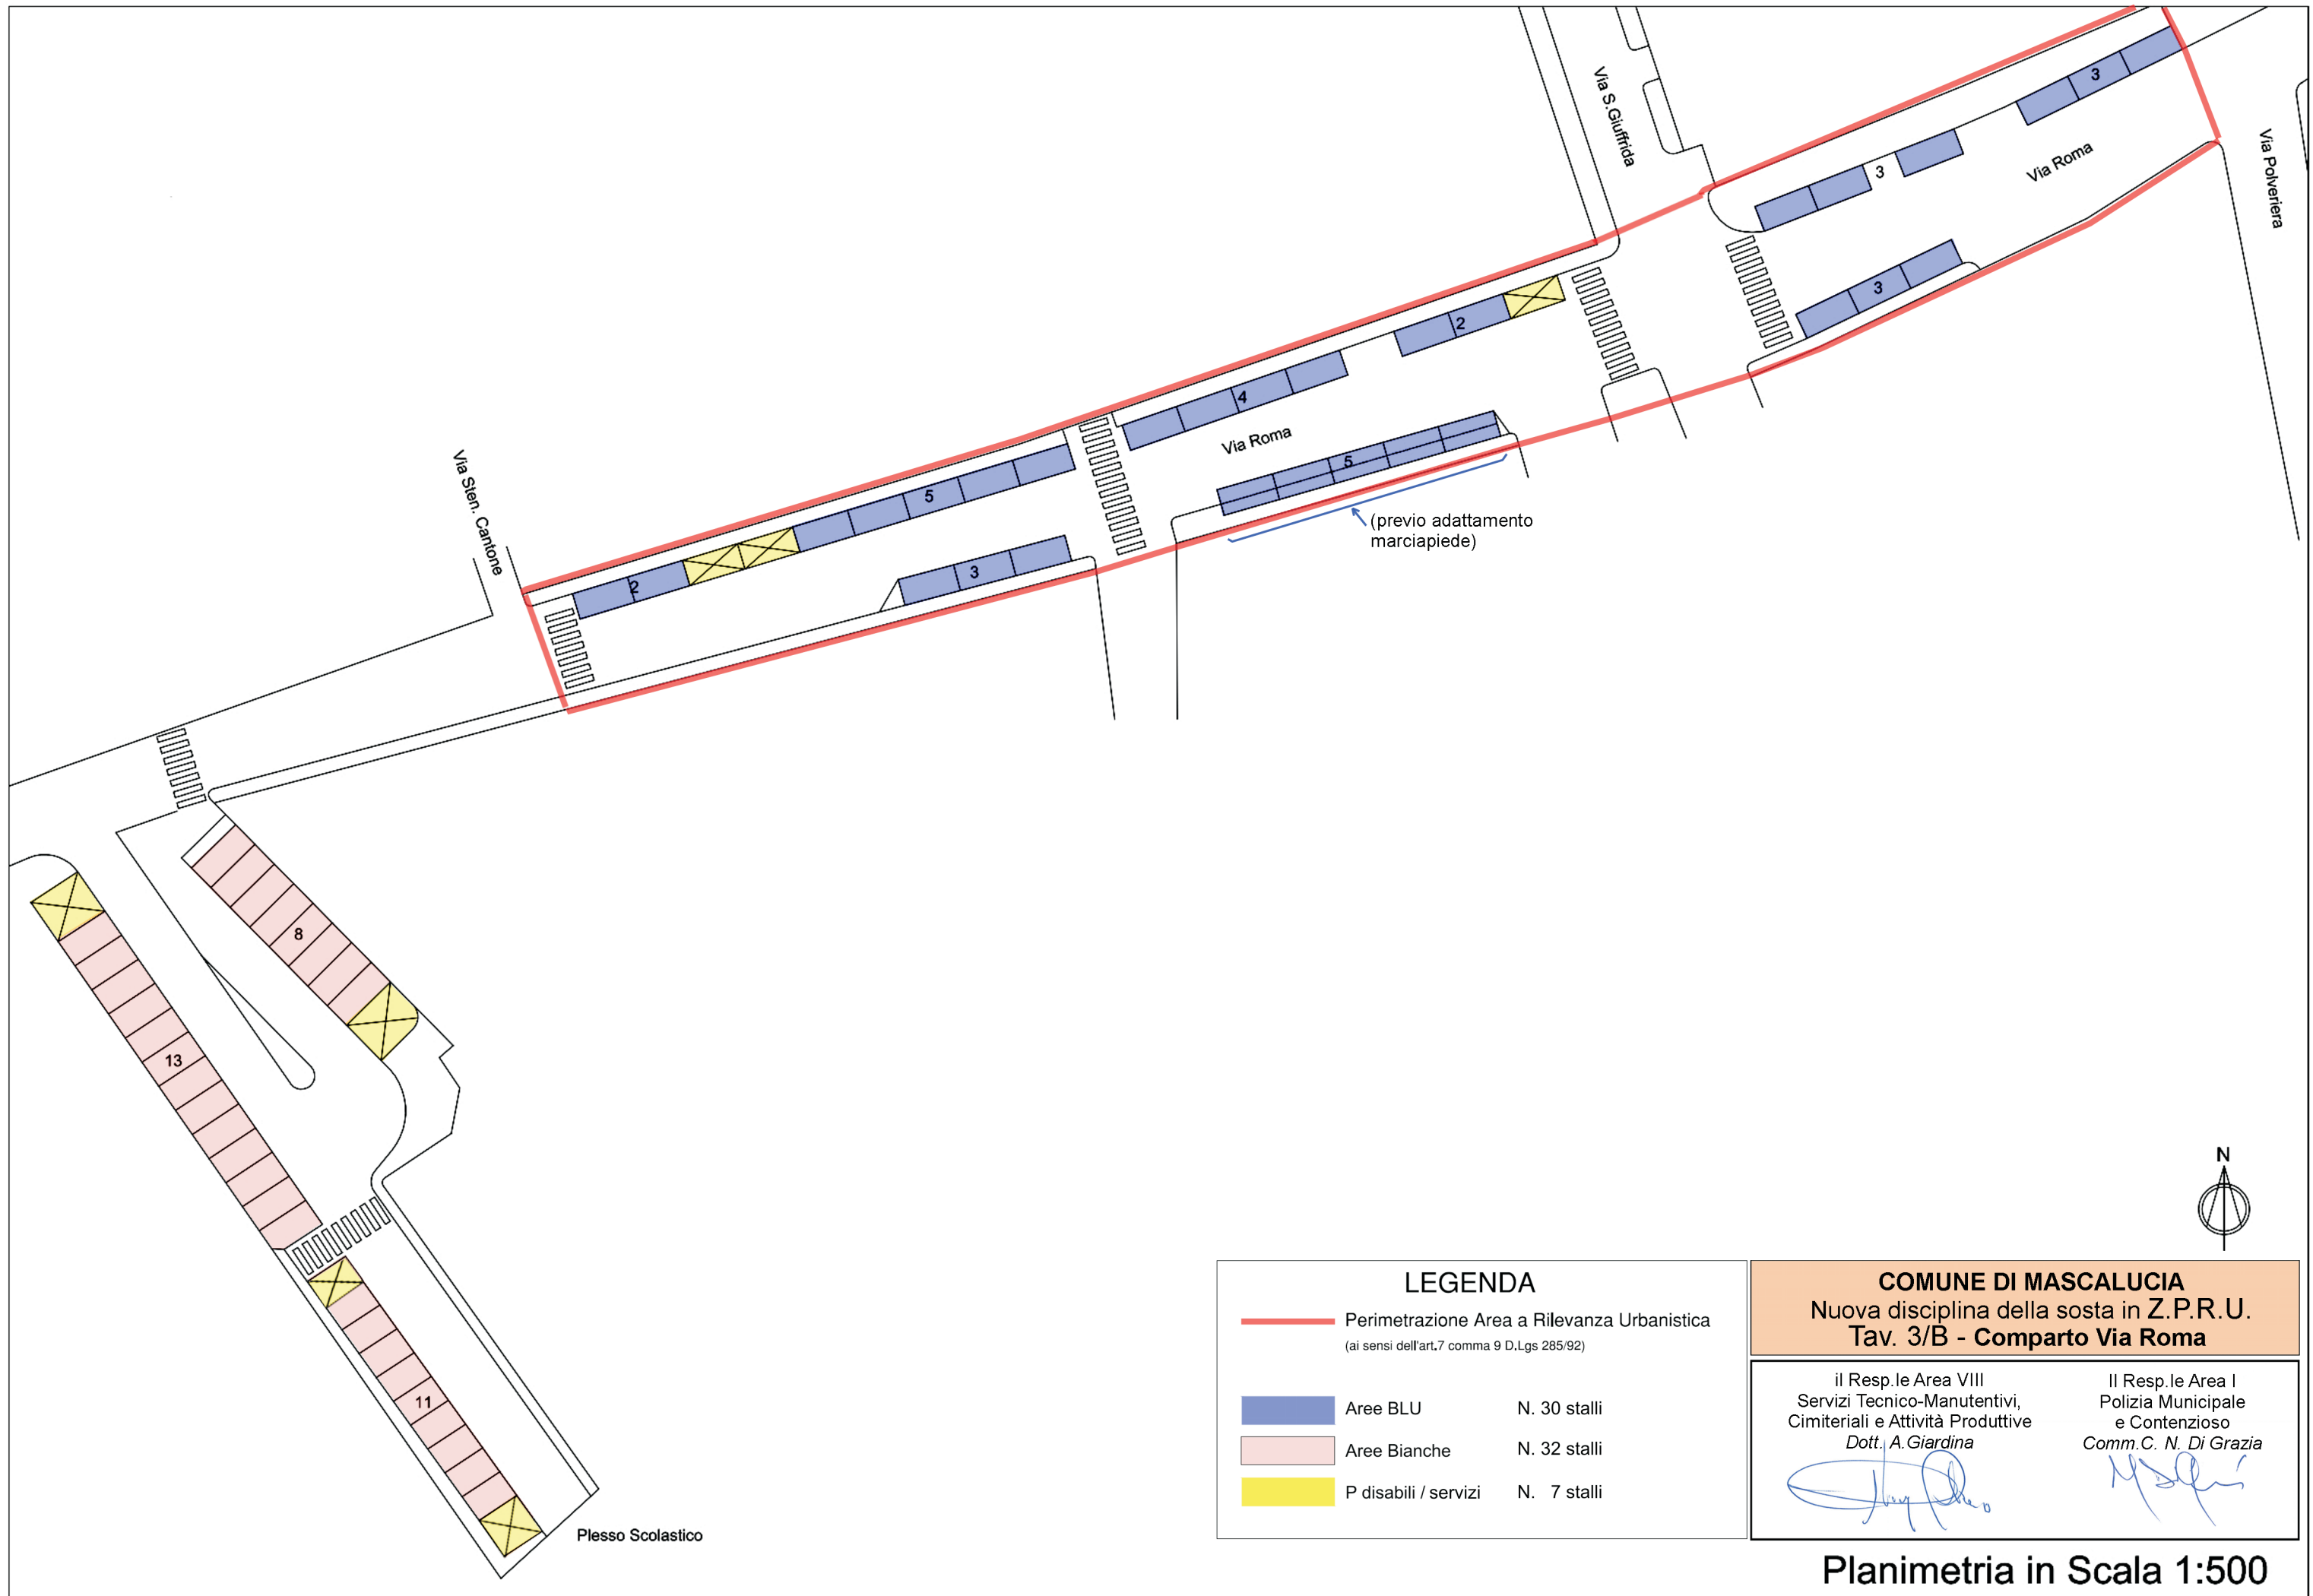 Via S.Giuffrida
3
3
Via Roma
Via Polveriera
3
2
4
Via Roma
5
(previo adattamento
marciapiede)
Via Sten. Cantone
5
2
3
8
13
11
Plesso Scolastico
N
LEGENDA
Perimetrazione Area a Rilevanza Urbanistica
(ai sensi dell'art.7 comma 9 D.Lgs 285/92)
Aree BLU N. 30 stalli
Aree Bianche N. 32 stalli
P disabili / servizi N. 7 stalli
COMUNE DI MASCALUCIA
Nuova disciplina della sosta in Z.P.R.U.
Tav. 3/B - Comparto Via Roma
il Resp.le Area VIII
Servizi Tecnico-Manutentivi,
Cimiteriali e Attività Produttive
Dott. A.Giardina
Il Resp.le Area I
Polizia Municipale
e Contenzioso
Comm.C. N. Di Grazia
Planimetria in Scala 1:500